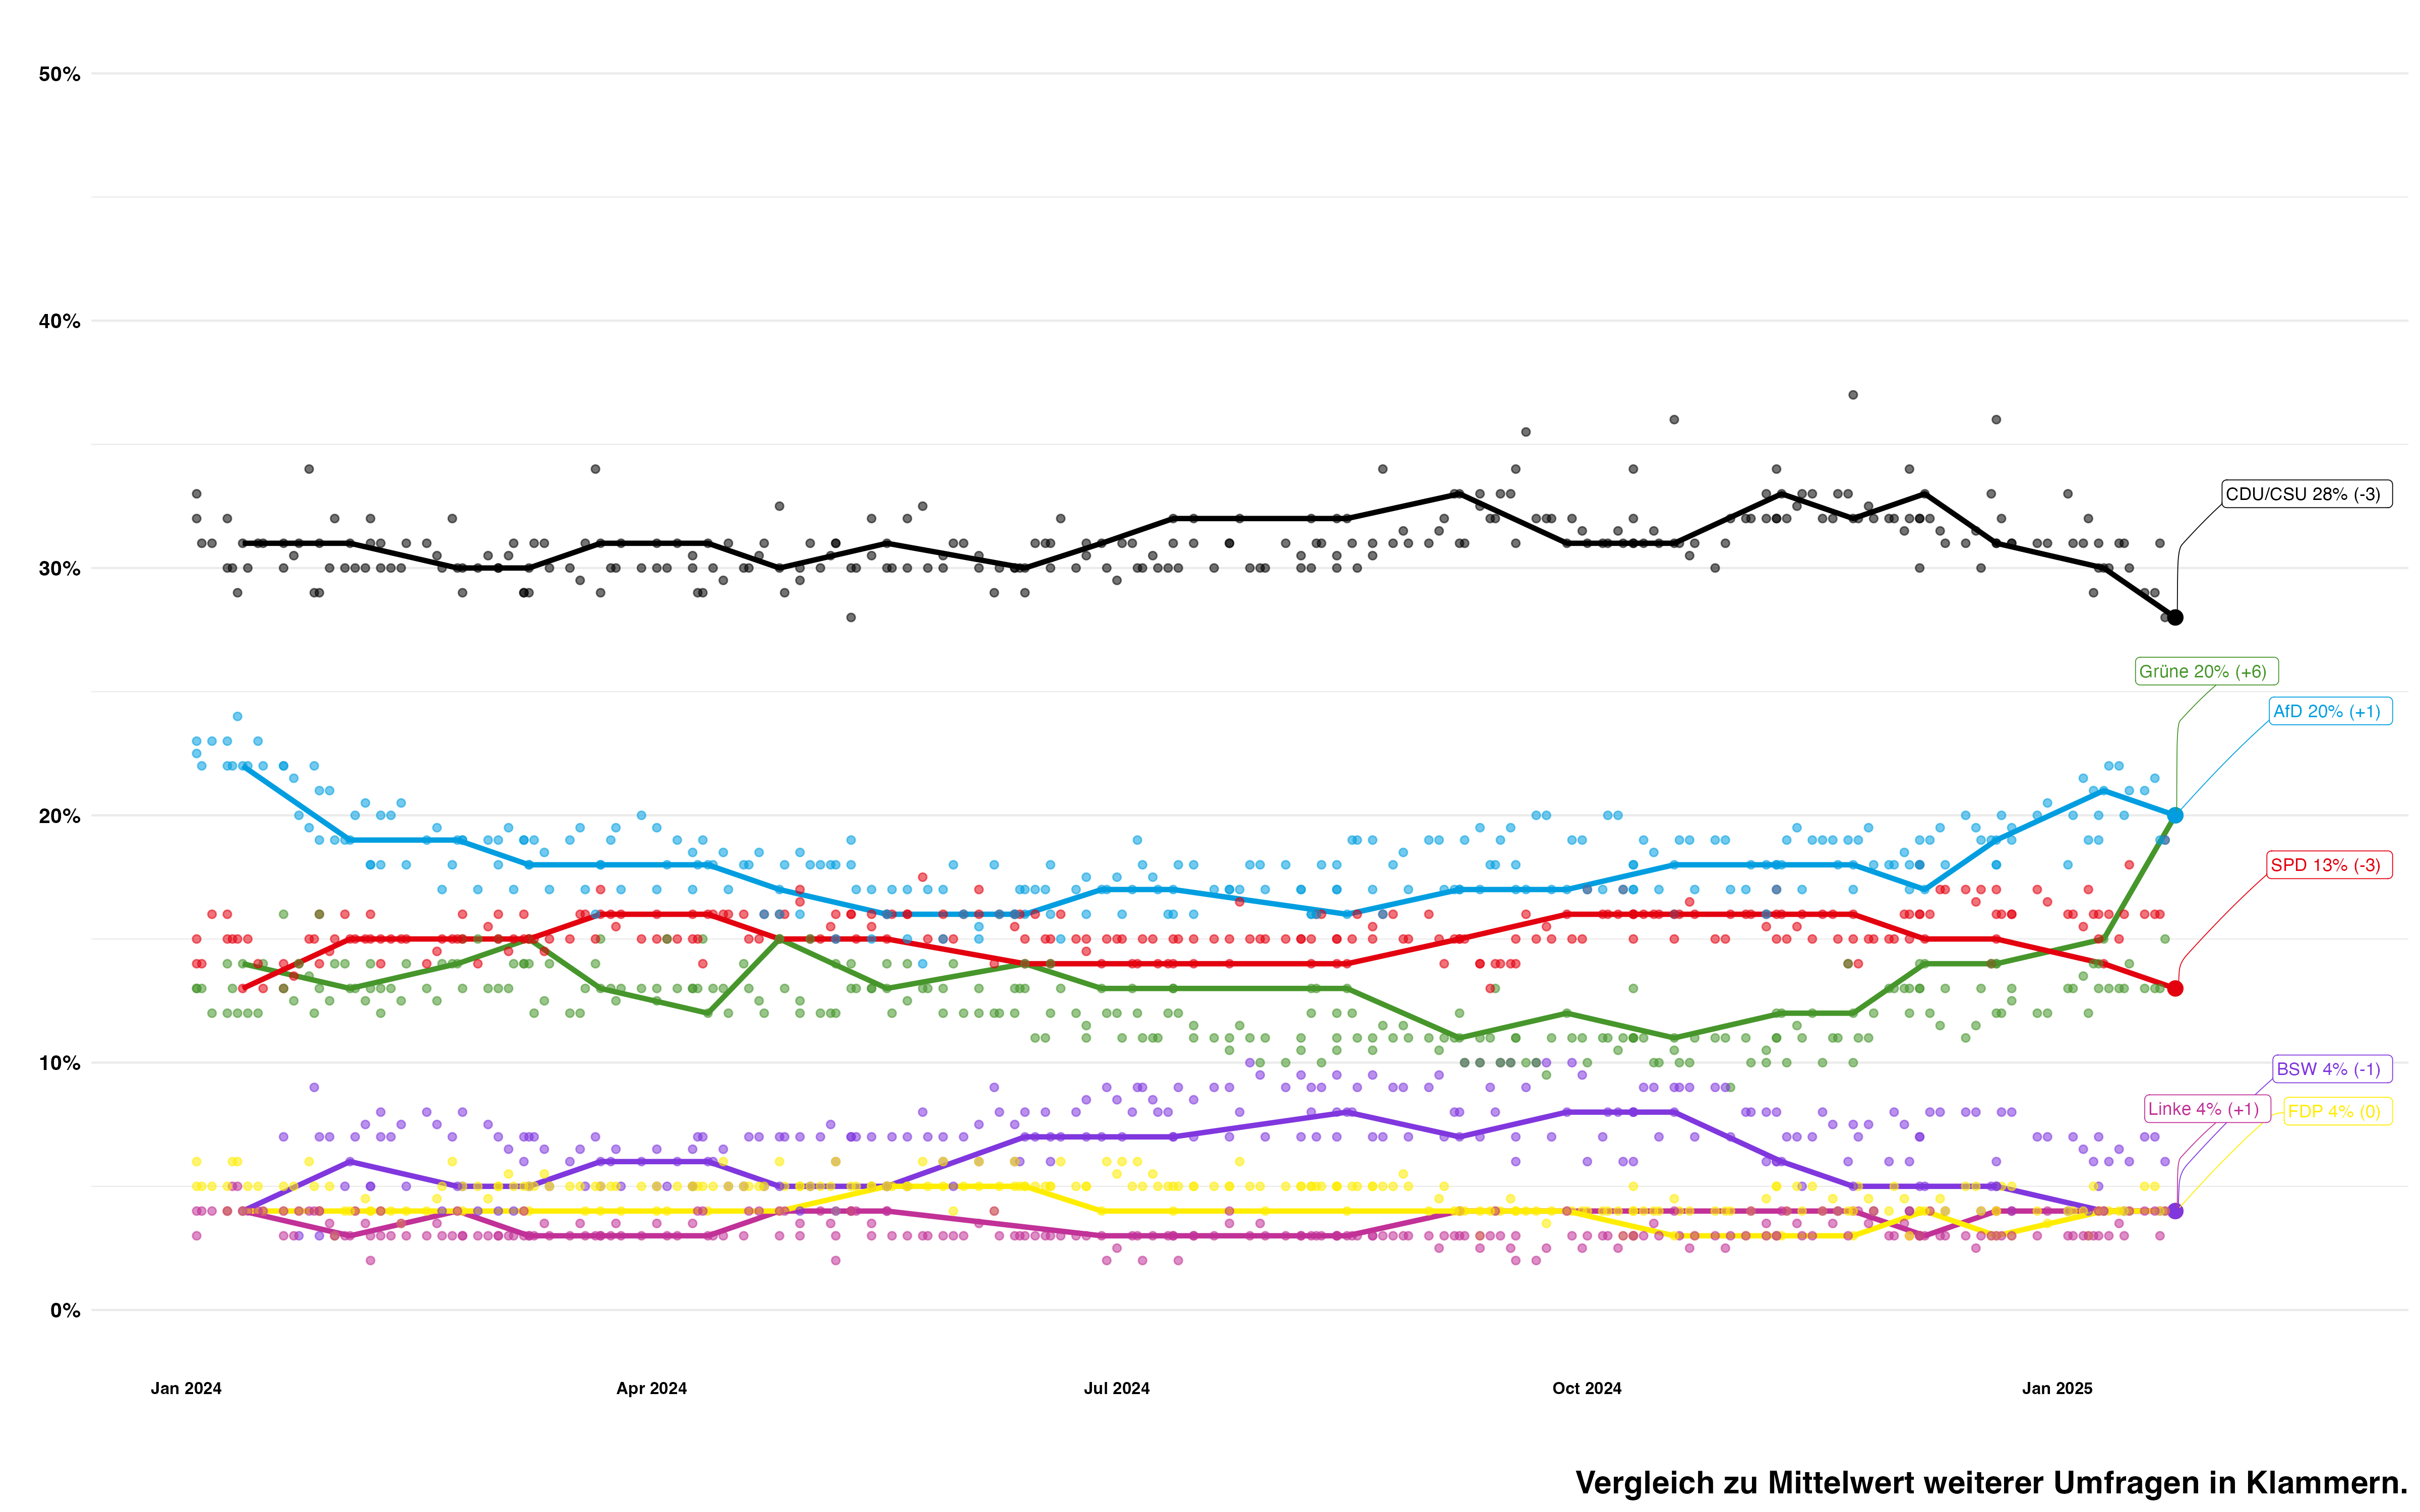 50%
40%
30%
20%
10%
0%
CDU/CSU 28% (-3)
Grüne 20% (+6)
AfD 20% (+1)
SPD 13% (-3)
BSW 4% (-1)
Linke 4% (+1)
FDP 4% (0)
Jan 2024
Apr 2024
Jul 2024
Oct 2024
Jan 2025
Vergleich zu Mittelwert weiterer Umfragen in Klammern.